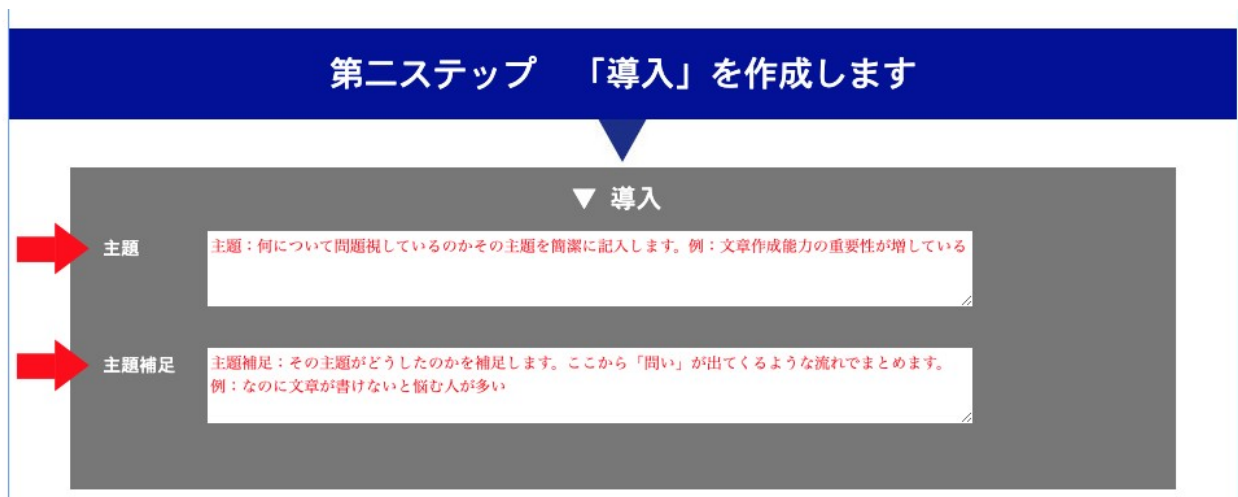 第二ステップ　「導入」を作成します
▼ 導入
主題
主題：何について問題視しているのかその主題を簡潔に記入します。例：文章作成能力の重要性が増している
主題補足
主題補足：その主題がどうしたのかを補足します。ここから「問い」が出てくるような流れでまとめます。
例：なのに文章が書けないと悩む人が多い